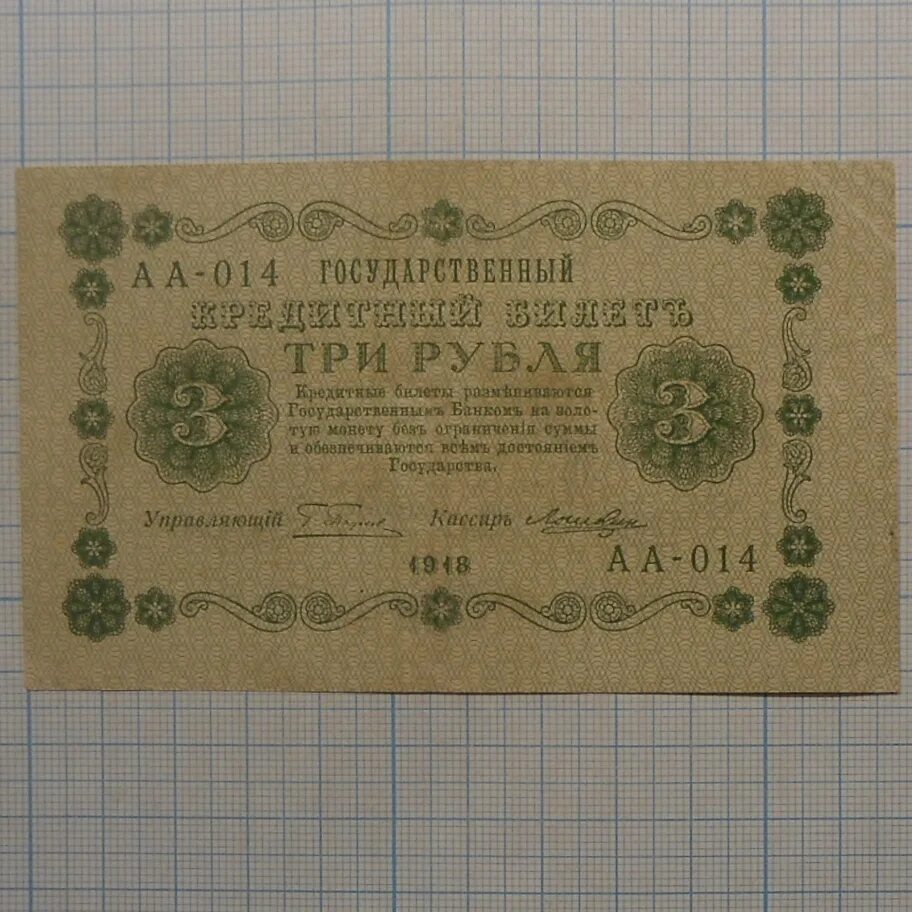 АА-014 ГОСУДАРСТВЕННЫЙ
КРЕДИТНЫЙ БИЛЕТЪ
ТРИ РУБЛЯ
3 3
Кредитные билеты размѣниваются
Государственнымъ Банкомъ на золо-
тую монету безъ ограниченія суммы
и обезпечиваются всѣмъ достояніемъ
Государства.
Управляющій Кассиръ
1918 АА-014